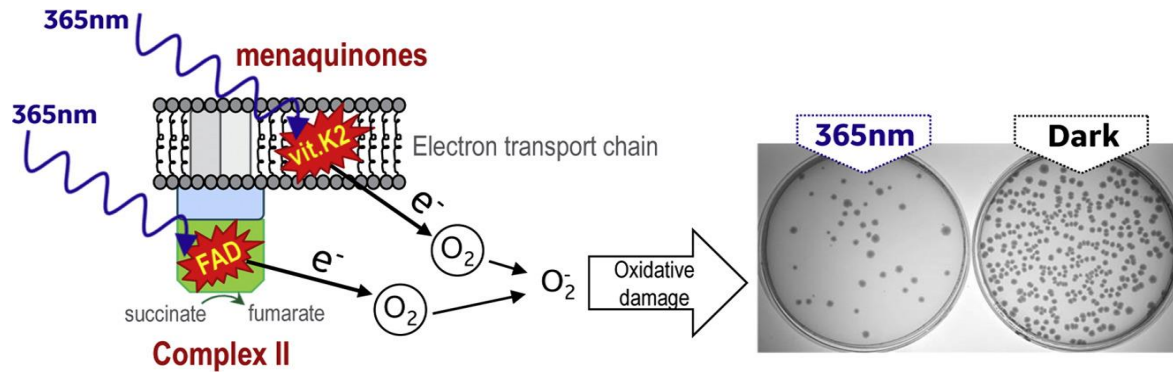 365nm
menaquinones
365nm
vit.K2
Electron transport chain
e-
O2
FAD
e-
O2
O2-
Oxidative
damage
succinate fumarate
Complex II
365nm
Dark